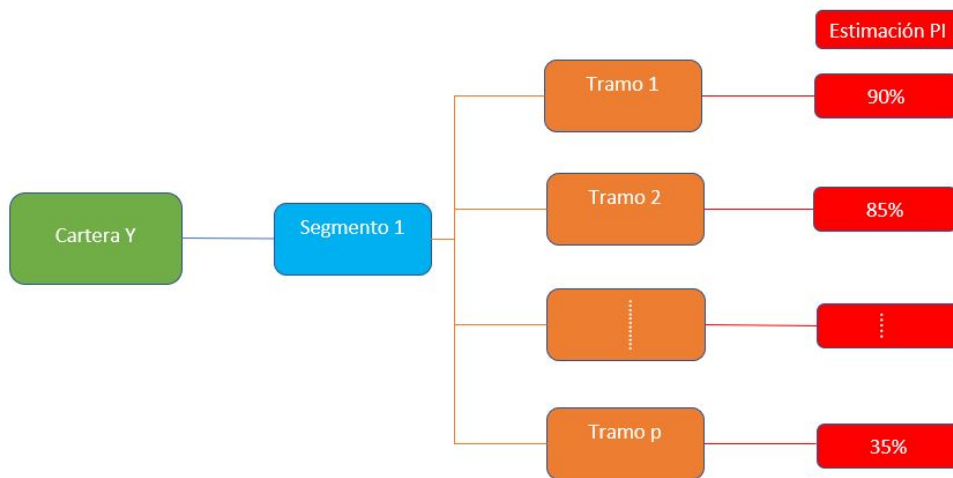 Estimación PI
Tramo 1
90%
Tramo 2
85%
Cartera Y
Segmento 1
Tramo p
35%